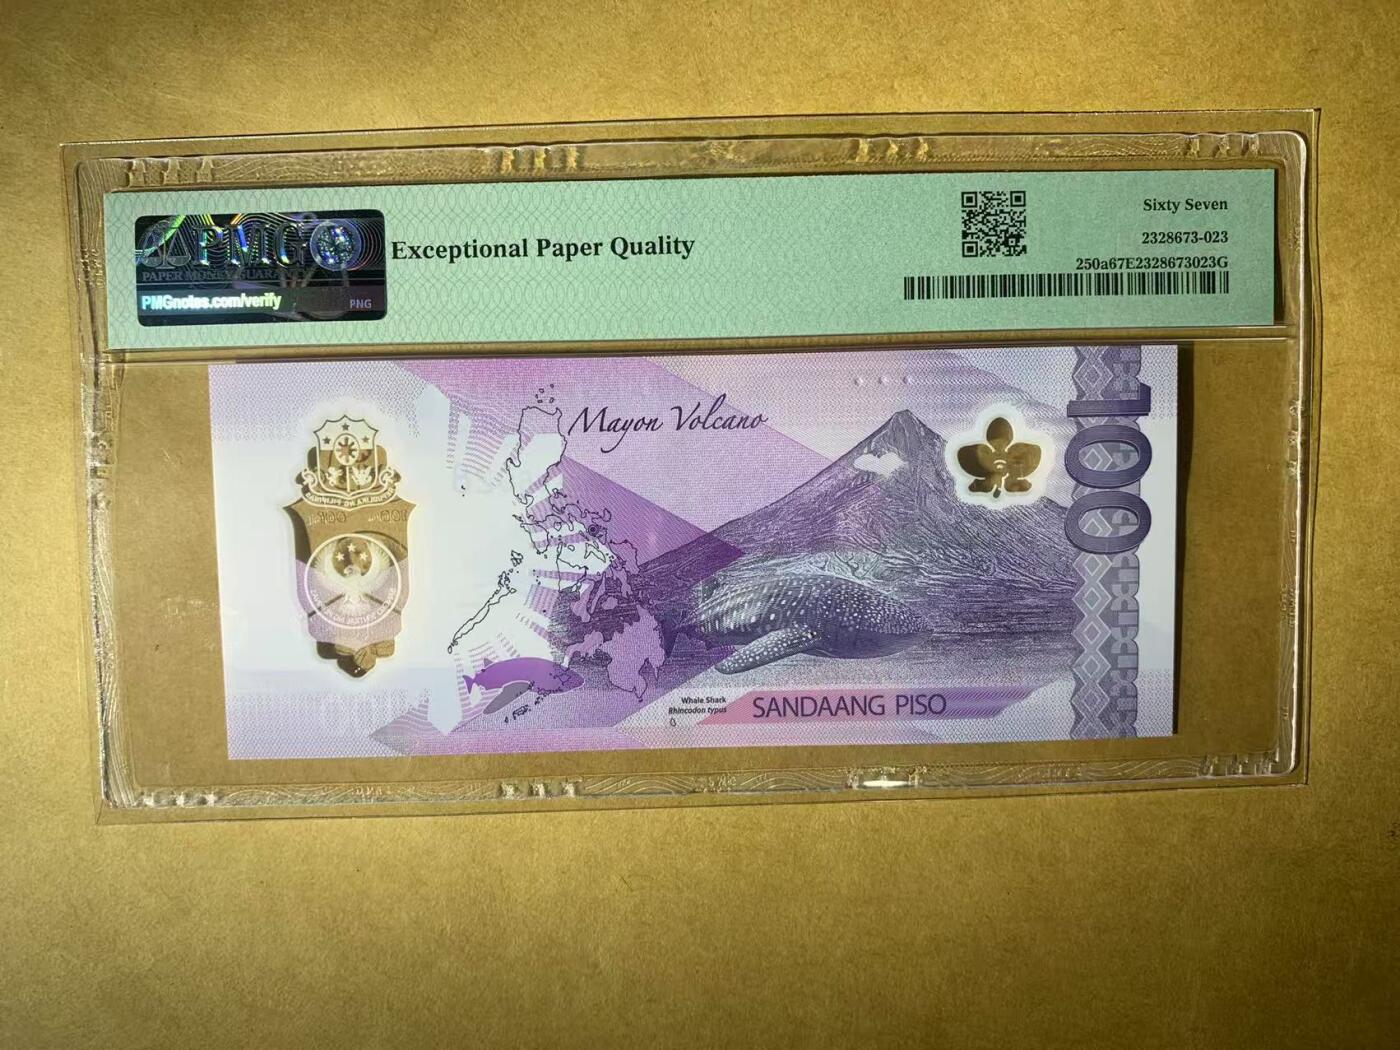 PMG
PAPER MONEY GUARANTY
PMGnotes.com/verify
PNG
Exceptional Paper Quality
Sixty Seven
2328673-023
250a67E2328673023G
Mayon Volcano
100
Whale Shark
Rhincodon typus
SANDAANG PISO